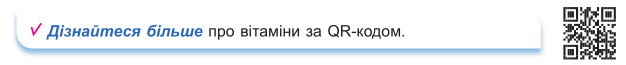 ✓ Дізнайтеся більше про вітаміни за QR-кодом.